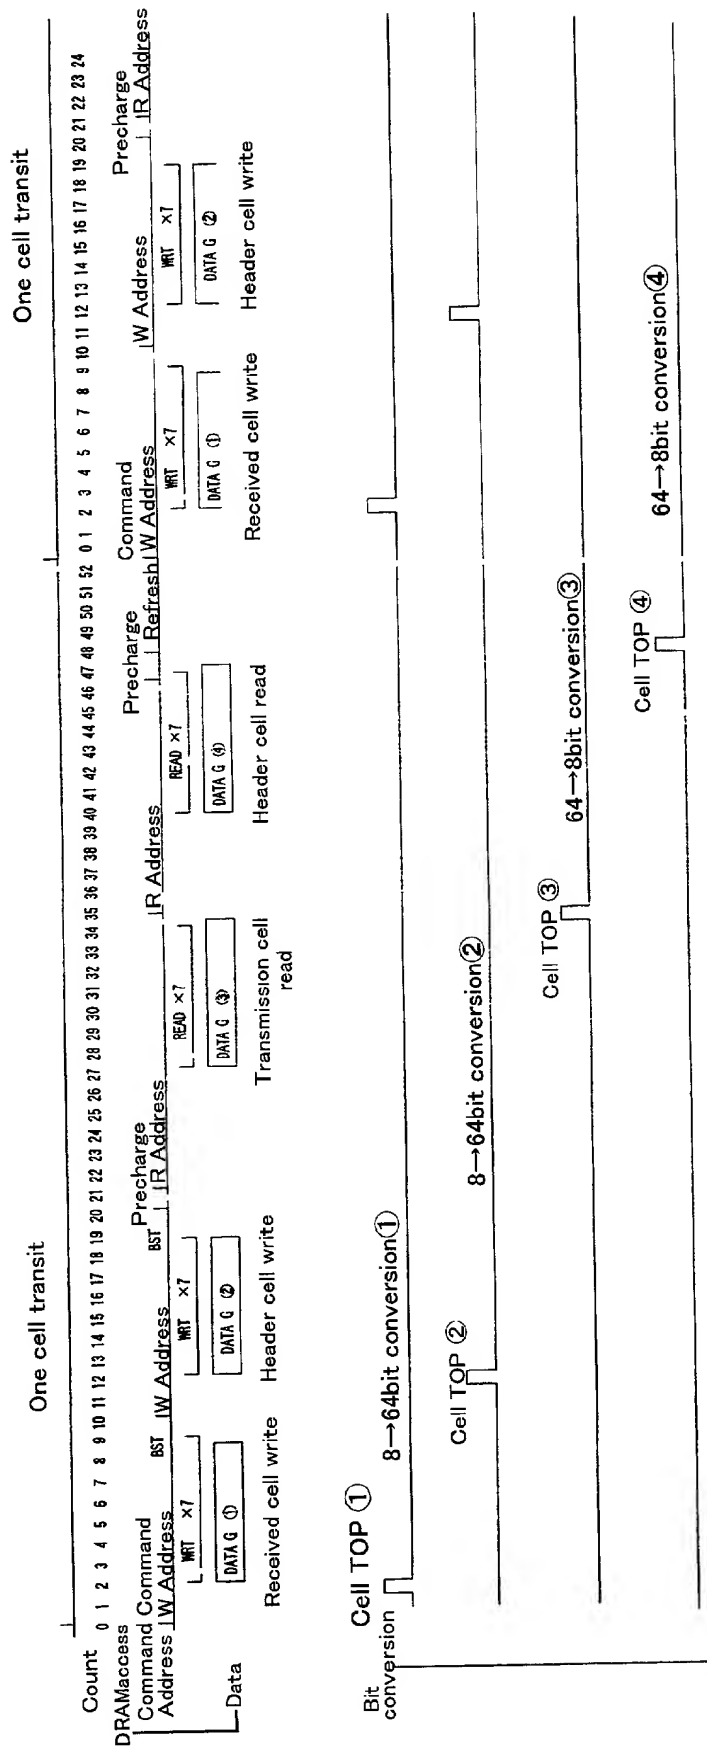 One cell transit One cell transit
Count 0 1 2 3 4 5 6 7 8 9 10 11 12 13 14 15 16 17 18 19 20 21 22 23 24 25 26 27 28 29 30 31 32 33 34 35 36 37 38 39 40 41 42 43 44 45 46 47 48 49 50 51 52 0 1 2 3 4 5 6 7 8 9 10 11 12 13 14 15 16 17 18 19 20 21 22 23 24
DRAMaccess
Command Command BST BST Precharge Precharge Command Precharge
Address W Address W Address R Address R Address Refresh W Address W Address R Address
WRT ×7 WRT ×7 READ ×7 READ ×7 WRT ×7 WRT ×7
Data DATA G ① DATA G ② DATA G ③ DATA G ④ DATA G (1) DATA G (2)
Received cell write Header cell write Transmission cell read Header cell read Received cell write Header cell write
Bit conversion
Cell TOP ①
8→64bit conversion①
Cell TOP ②
8→64bit conversion②
Cell TOP ③
64→8bit conversion③
Cell TOP ④
64→8bit conversion④